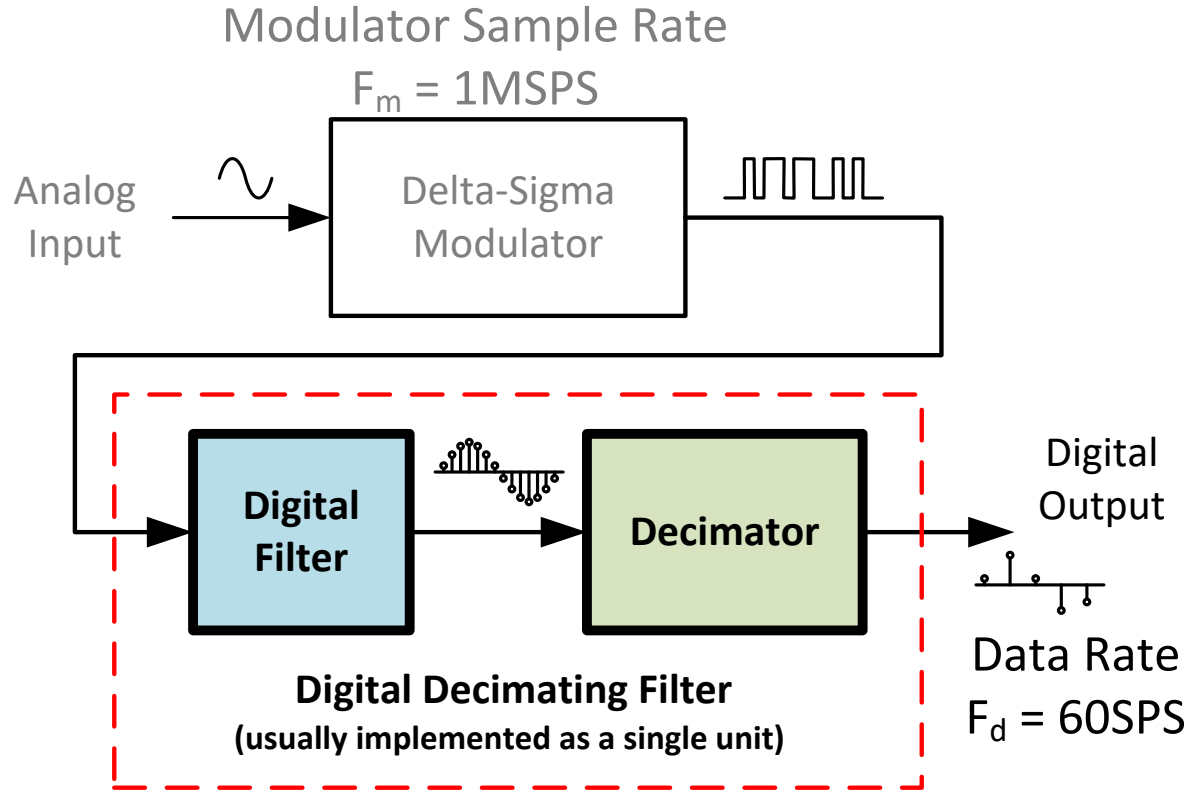 Modulator Sample Rate
Fₘ = 1MSPS
Analog
Input
Delta-Sigma
Modulator
Digital
Filter
Decimator
Digital
Output
Digital Decimating Filter
(usually implemented as a single unit)
Data Rate
F_d = 60SPS